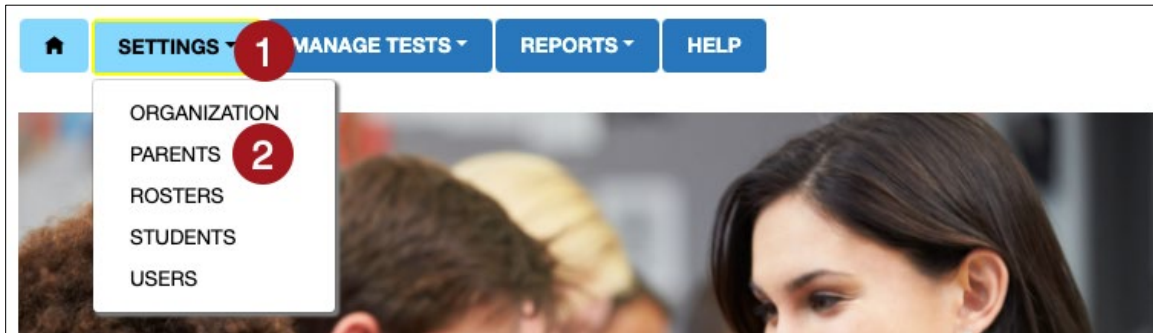 SETTINGS 1 MANAGE TESTS REPORTS HELP
ORGANIZATION
PARENTS 2
ROSTERS
STUDENTS
USERS